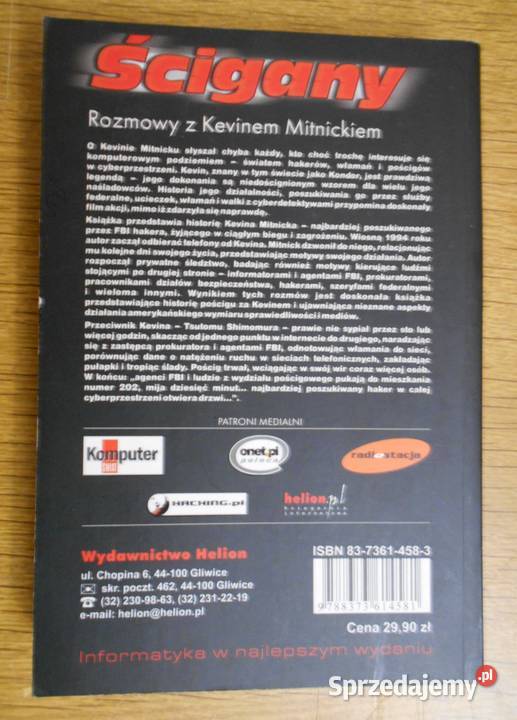 Ścigany
Rozmowy z Kevinem Mitnickiem
O Kevinie Mitnicku słyszał chyba każdy, kto choć trochę interesuje się
komputerowym podziemiem – światem hakerów, włamań i pościgów
w cyberprzestrzeni. Kevin, znany w tym świecie jako Kondor, jest prawdziwą
legendą – jego dokonania są niedoścignionym wzorem dla wielu jego
naśladowców. Historia jego działalności, poszukiwania go przez służby
federalne, ucieczek, włamań i walki z cyberdetektywami przypomina doskonały
film akcji, mimo iż zdarzyła się naprawdę.
Książka przedstawia historię Kevina Mitnicka – najbardziej poszukiwanego
przez FBI hakera, żyjącego w ciągłym biegu i zagrożeniu. Wiosną 1994 roku
autor zaczął odbierać telefony od Kevina. Mitnick dzwonił do niego, relacjonując
mu kolejne dni swojego życia, przedstawiając motywy swojego działania. Autor
rozpoczął prywatne śledztwo, badając również motywy kierujące ludźmi
stojącymi po drugiej stronie – informatorami i agentami FBI, prokuratorami,
pracownikami działów bezpieczeństwa, hakerami, szeryfami federalnymi
i wieloma innymi. Wynikiem tych rozmów jest doskonała książka
przedstawiająca historię pościgu za Kevinem i ujawniająca nieznane aspekty
działania amerykańskiego wymiaru sprawiedliwości i mediów.
Przeciwnik Kevina – Tsutomu Shimomura – prawie nie sypiał przez sto lub
więcej godzin, skacząc od jednego punktu w internecie do drugiego, naradzając
się z zastępcą prokuratora i agentami FBI, odnotowując włamania do sieci,
porównując dane o natężeniu ruchu w sieciach telefonicznych, zakładając
pułapki i tropiąc ślady. Pościg trwał, wciągając w swój wir coraz więcej osób.
W końcu: „agenci FBI i ludzie z wydziału pościgowego pukają do mieszkania
numer 202, mija dziesięć minut... najbardziej poszukiwany haker w całej
cyberprzestrzeni otwiera drzwi...".
PATRONI MEDIALNI
Komputer
ŚWIAT
onet.pl
polaca
radiostacja
HACKING.pl
helion.pl
księgarnia
internetowa
Wydawnictwo Helion
ul. Chopina 6, 44-100 Gliwice
skr. poczt. 462, 44-100 Gliwice
(32) 230-98-63, (32) 231-22-19
e-mail: helion@helion.pl
ISBN 83-7361-458-3
9 788373 614581
Cena 29,90 zł
Informatyka w najlepszym wydaniu
Sprzedajemy.pl